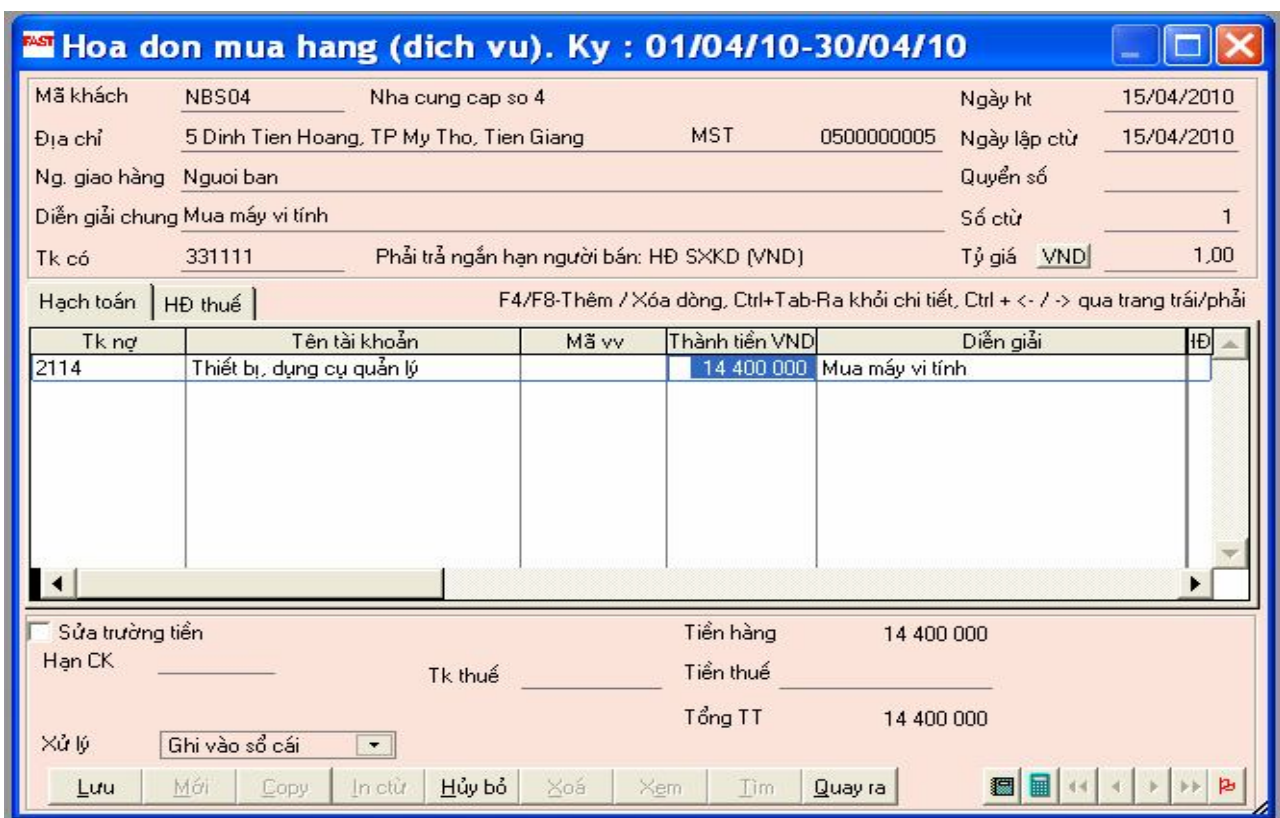 FAST Hoa don mua hang (dich vu). Ky : 01/04/10-30/04/10
Mã khách NBS04 Nha cung cap so 4 Ngày ht 15/04/2010
Địa chỉ 5 Dinh Tien Hoang, TP My Tho, Tien Giang MST 0500000005 Ngày lập ctừ 15/04/2010
Ng. giao hàng Nguoi ban Quyển số
Diễn giải chung Mua máy vi tính Số ctừ 1
Tk có 331111 Phải trả ngắn hạn người bán: HĐ SXKD (VND) Tỷ giá VND 1,00
Hạch toán HĐ thuế F4/F8-Thêm / Xóa dòng, Ctrl+Tab-Ra khỏi chi tiết, Ctrl + <- / -> qua trang trái/phải
Tk nợ Tên tài khoản Mã vv Thành tiền VND Diễn giải
2114 Thiết bị, dụng cụ quản lý 14 400 000 Mua máy vi tính
Sửa trường tiền Tiền hàng 14 400 000
Hạn CK Tk thuế Tiền thuế
Tổng TT 14 400 000
Xử lý Ghi vào sổ cái
Lưu Mới Copy In ctừ Hủy bỏ Xoá Xem Tìm Quay ra